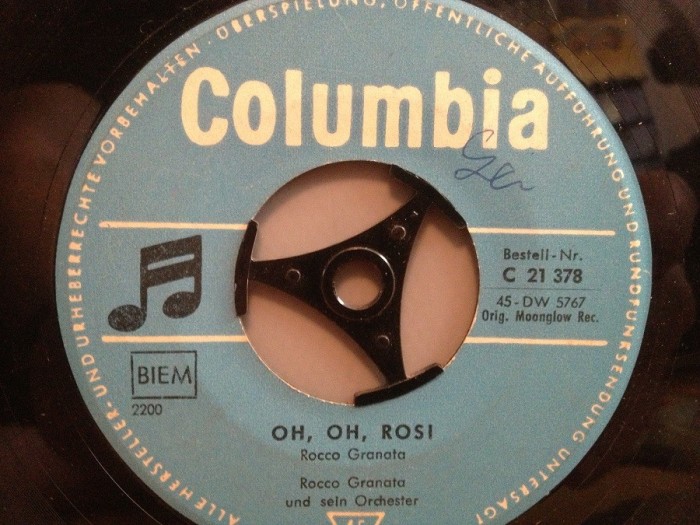 ALLE HERSTELLER- UND URHEBERRECHTE VORBEHALTEN · ÜBERSPIELUNG, ÖFFENTLICHE AUFFÜHRUNG UND RUNDFUNKSENDUNG UNTERSAGT
Columbia
Bestell-Nr.
C 21 378
45-DW 5767
Orig. Moonglow Rec.
BIEM
2200
OH, OH, ROSI
Rocco Granata
Rocco Granata
und sein Orchester
45